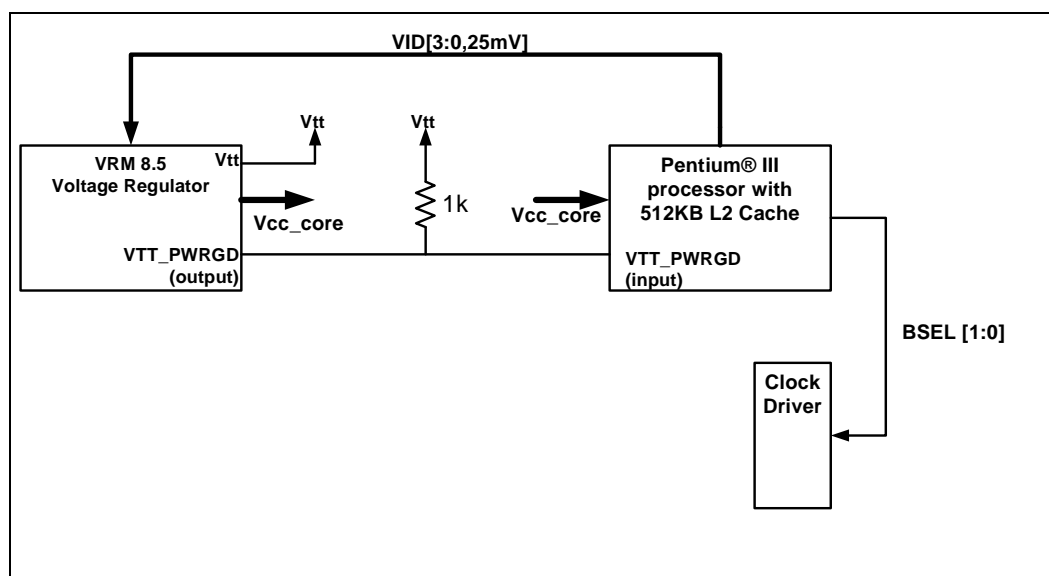 VID[3:0,25mV]
Vtt
Vtt
VRM 8.5
Voltage Regulator
Vtt
Vcc_core
VTT_PWRGD
(output)
1k
Vcc_core
Pentium® III
processor with
512KB L2 Cache
VTT_PWRGD
(input)
BSEL [1:0]
Clock
Driver